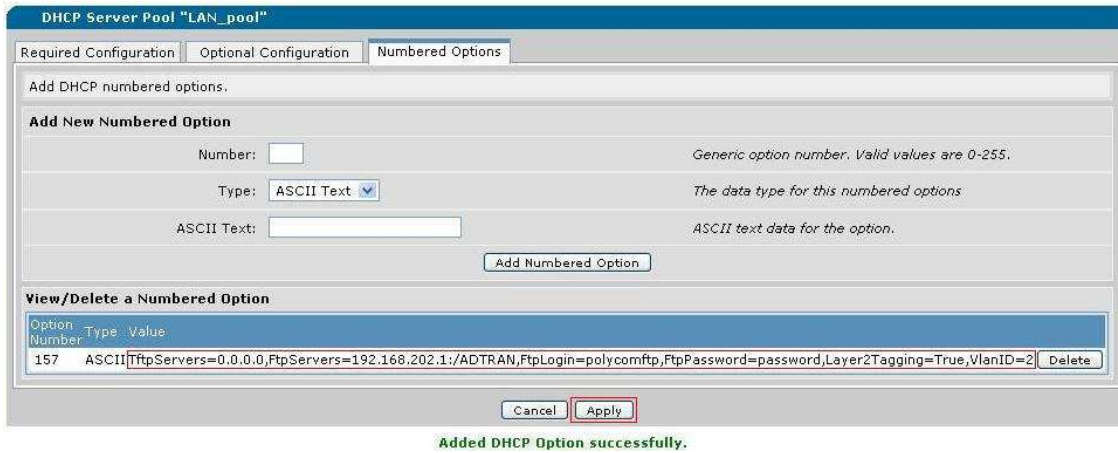 DHCP Server Pool "LAN_pool"
Required Configuration Optional Configuration Numbered Options
Add DHCP numbered options.
Add New Numbered Option
Number: Generic option number. Valid values are 0-255.
Type: ASCII Text The data type for this numbered options
ASCII Text: ASCII text data for the option.
Add Numbered Option
View/Delete a Numbered Option
Option Number Type Value
157 ASCII TftpServers=0.0.0.0,FtpServers=192.168.202.1:/ADTRAN,FtpLogin=polycomftp,FtpPassword=password,Layer2Tagging=True,VlanID=2 Delete
Cancel Apply
Added DHCP Option successfully.